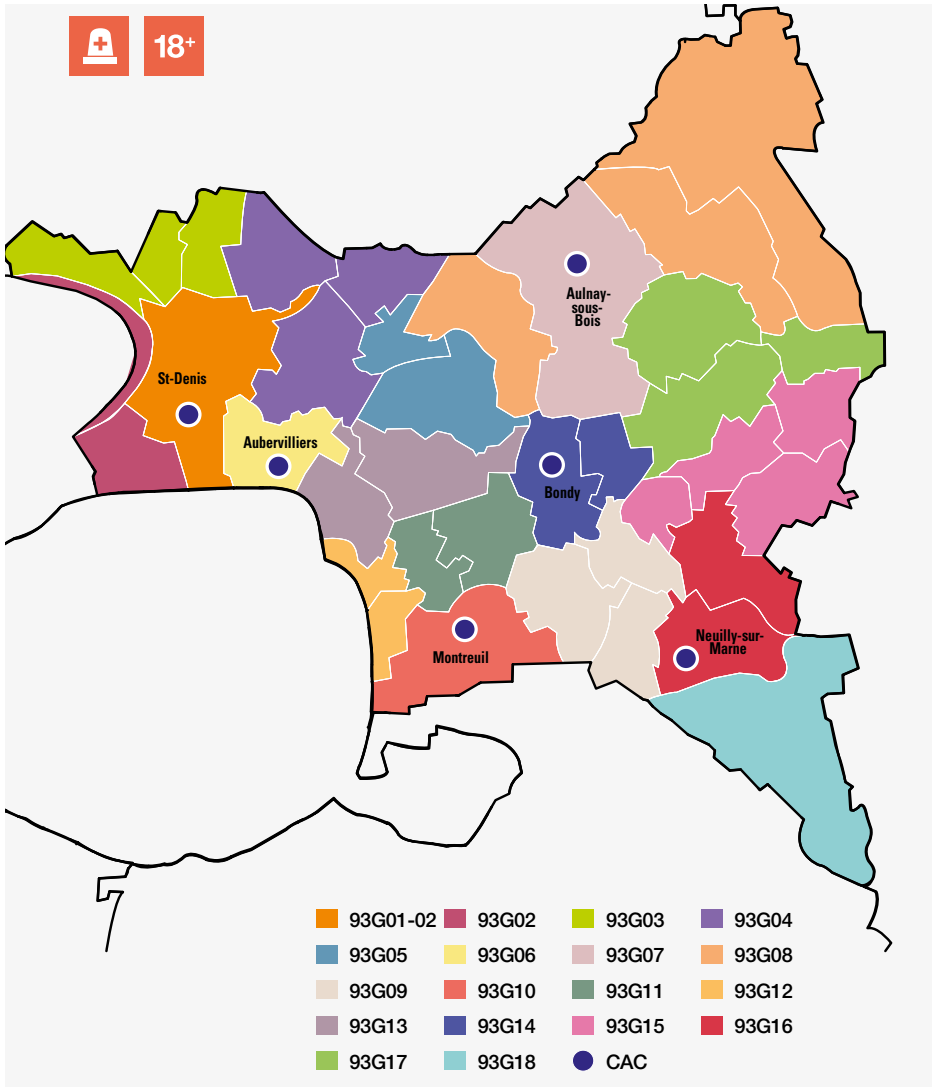 18+
Aulnay-
sous-
Bois
St-Denis
Aubervilliers
Bondy
Neuilly-sur-
Marne
Montreuil
93G01-02 93G02 93G03 93G04
93G05 93G06 93G07 93G08
93G09 93G10 93G11 93G12
93G13 93G14 93G15 93G16
93G17 93G18 CAC